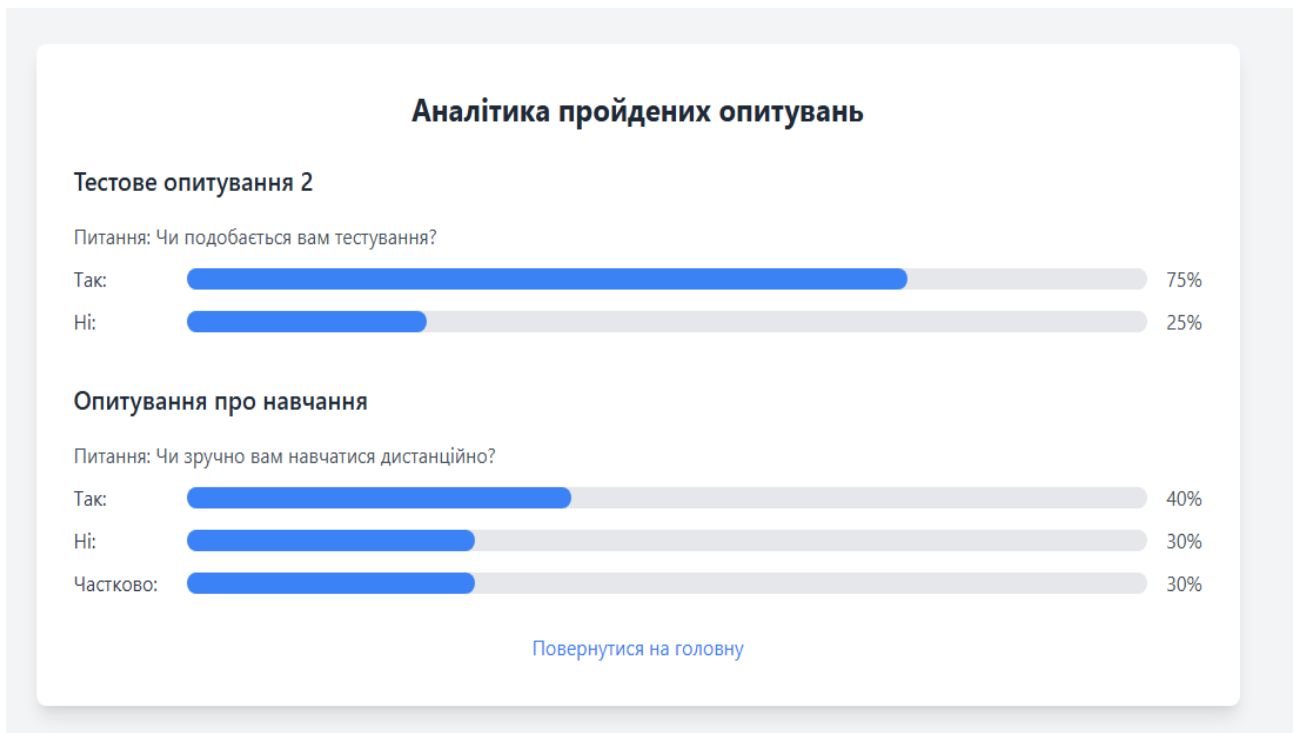 Аналітика пройдених опитувань
Тестове опитування 2
Питання: Чи подобається вам тестування?
Так: 75%
Ні: 25%
Опитування про навчання
Питання: Чи зручно вам навчатися дистанційно?
Так: 40%
Ні: 30%
Частково: 30%
Повернутися на головну